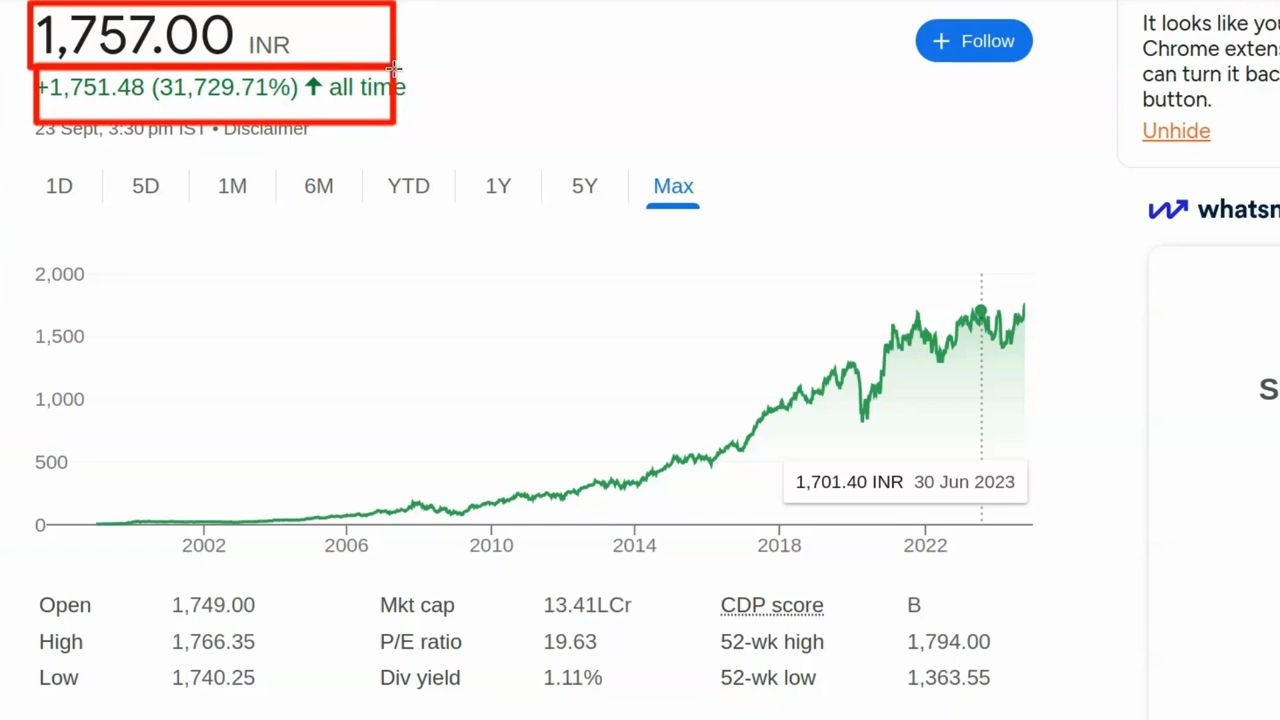 1,757.00 INR
+1,751.48 (31,729.71%) ↑ all time
23 Sept, 3:30 pm IST • Disclaimer
+ Follow
1D 5D 1M 6M YTD 1Y 5Y Max
2,000
1,500
1,000
500
0
1,701.40 INR 30 Jun 2023
2002 2006 2010 2014 2018 2022
Open 1,749.00 Mkt cap 13.41LCr CDP score B
High 1,766.35 P/E ratio 19.63 52-wk high 1,794.00
Low 1,740.25 Div yield 1.11% 52-wk low 1,363.55
It looks like you
Chrome extens
can turn it bac
button.
Unhide
whatsm
S